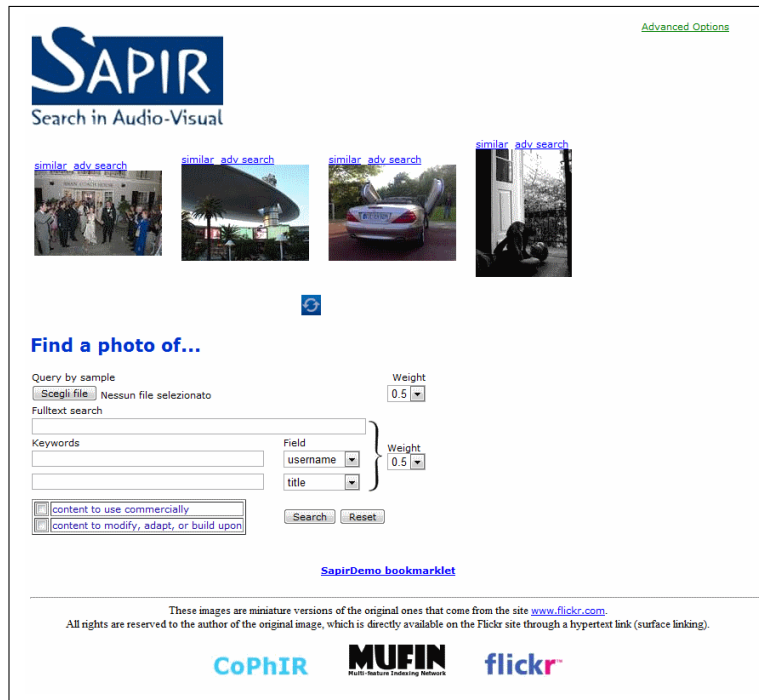 Advanced Options
SAPIR
Search in Audio-Visual
similar adv search
similar adv search
similar adv search
similar adv search
Find a photo of...
Query by sample
Weight
Scegli file Nessun file selezionato
0.5
Fulltext search
Keywords
Field
Weight
username
0.5
title
content to use commercially
content to modify, adapt, or build upon
Search Reset
SapirDemo bookmarklet
These images are miniature versions of the original ones that come from the site www.flickr.com.
All rights are reserved to the author of the original image, which is directly available on the Flickr site through a hypertext link (surface linking).
CoPhIR
MUFIN
Multi-feature Indexing Network
flickr